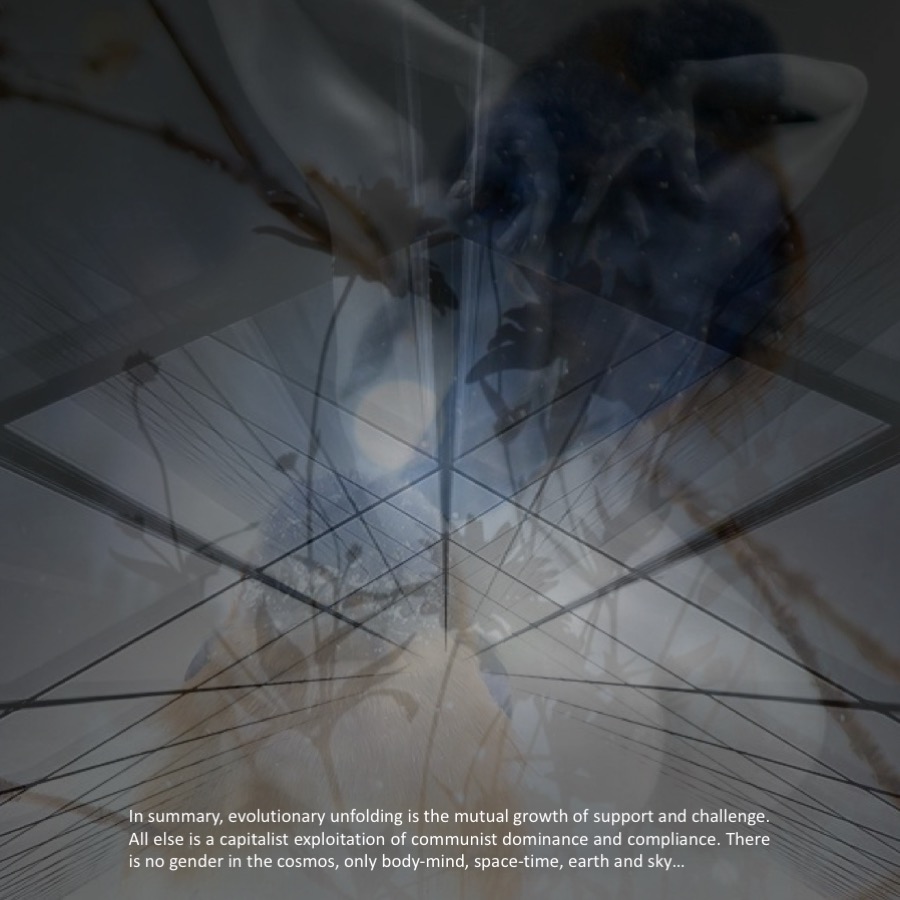 In summary, evolutionary unfolding is the mutual growth of support and challenge.
All else is a capitalist exploitation of communist dominance and compliance. There
is no gender in the cosmos, only body-mind, space-time, earth and sky...